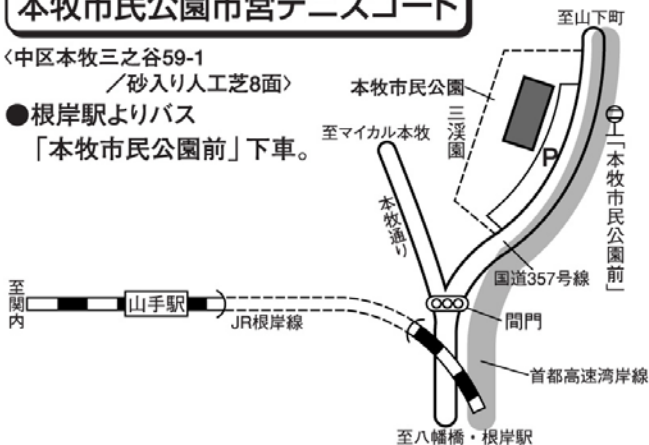 本牧市民公園市営テニスコート
〈中区本牧三之谷59-1
／砂入り人工芝8面〉
●根岸駅よりバス
「本牧市民公園前」下車。
至山下町
本牧市民公園
三渓園
至マイカル本牧
P
「本牧市民公園前」
本牧通り
国道357号線
至関内
山手駅
JR根岸線
間門
首都高速湾岸線
至八幡橋・根岸駅